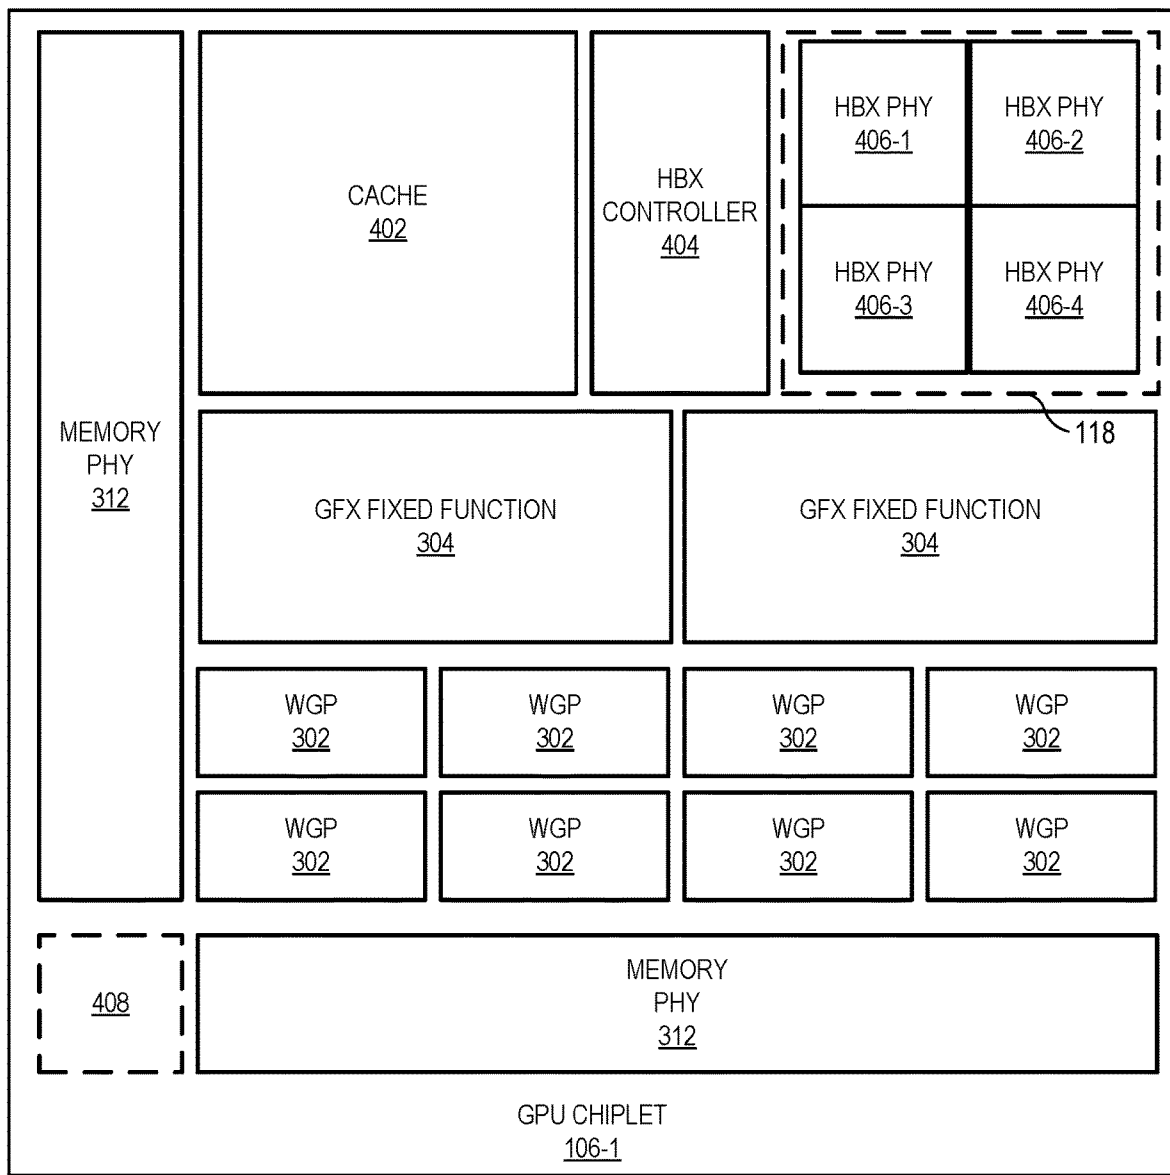 CACHE
402
HBX
CONTROLLER
404
HBX PHY
406-1
HBX PHY
406-2
HBX PHY
406-3
HBX PHY
406-4
118
MEMORY
PHY
312
GFX FIXED FUNCTION
304
GFX FIXED FUNCTION
304
WGP
302
WGP
302
WGP
302
WGP
302
WGP
302
WGP
302
WGP
302
WGP
302
408
MEMORY
PHY
312
GPU CHIPLET
106-1